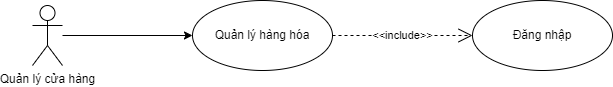 Quản lý hàng hóa
<<include>>
Đăng nhập
Quản lý cửa hàng